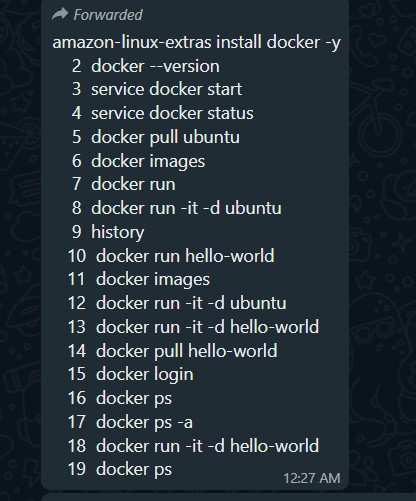 Forwarded
amazon-linux-extras install docker -y
2 docker --version
3 service docker start
4 service docker status
5 docker pull ubuntu
6 docker images
7 docker run
8 docker run -it -d ubuntu
9 history
10 docker run hello-world
11 docker images
12 docker run -it -d ubuntu
13 docker run -it -d hello-world
14 docker pull hello-world
15 docker login
16 docker ps
17 docker ps -a
18 docker run -it -d hello-world
19 docker ps
12:27 AM